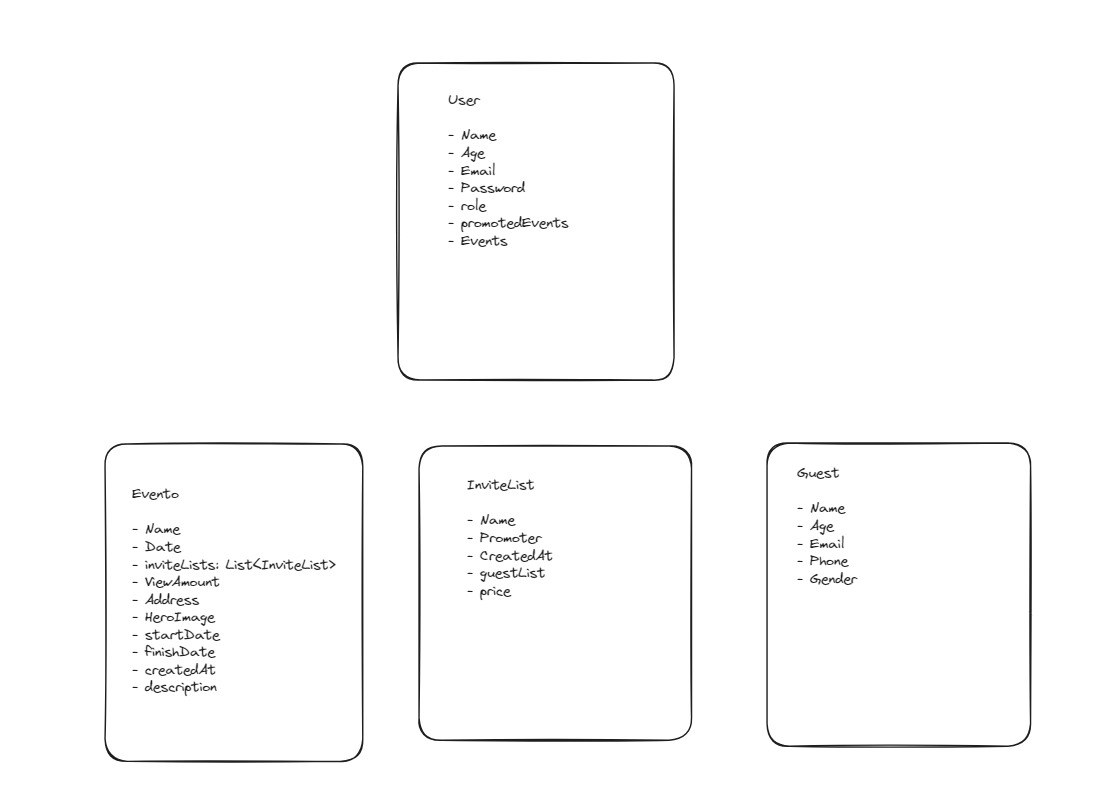 User
- Name
- Age
- Email
- Password
- role
- promotedEvents
- Events
Evento
- Name
- Date
- inviteLists: List<InviteList>
- ViewAmount
- Address
- HeroImage
- startDate
- finishDate
- createdAt
- description
InviteList
- Name
- Promoter
- CreatedAt
- guestList
- price
Guest
- Name
- Age
- Email
- Phone
- Gender